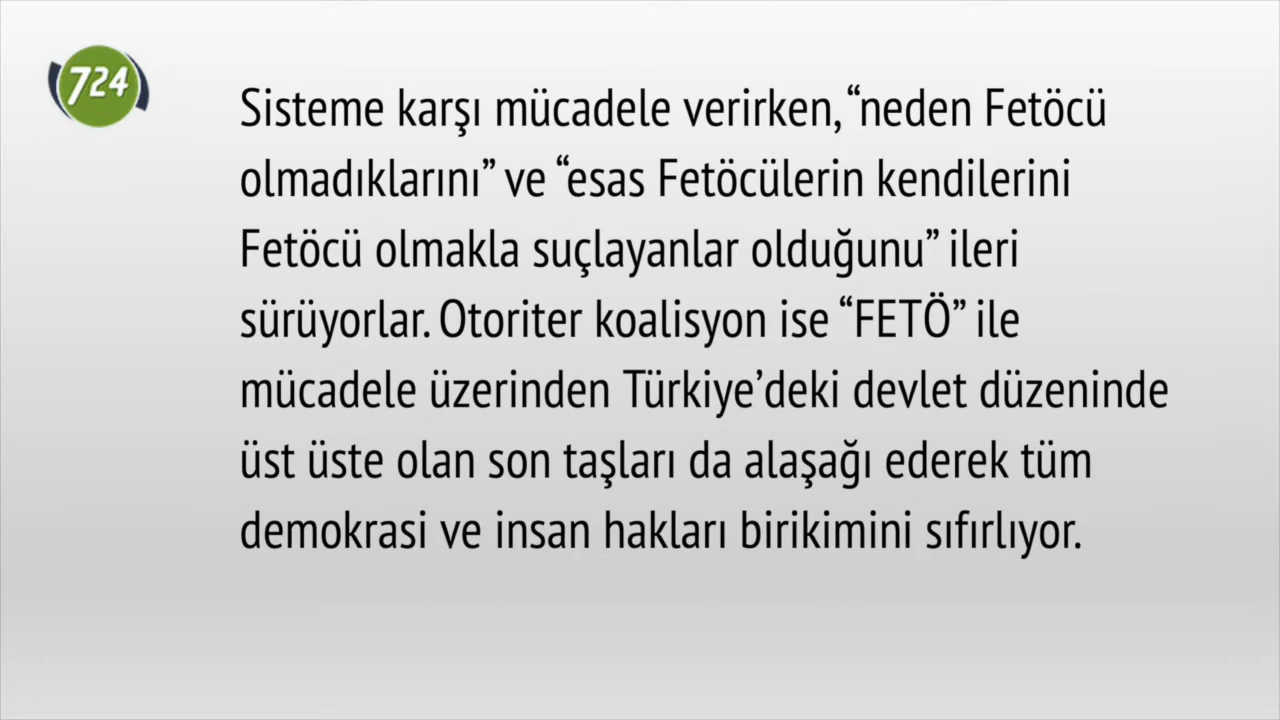 724
Sisteme karşı mücadele verirken, “neden Fetöcü
olmadıklarını” ve “esas Fetöcülerin kendilerini
Fetöcü olmakla suçlayanlar olduğunu” ileri
sürüyorlar. Otoriter koalisyon ise “FETÖ” ile
mücadele üzerinden Türkiye’deki devlet düzeninde
üst üste olan son taşları da alaşağı ederek tüm
demokrasi ve insan hakları birikimini sıfırlıyor.